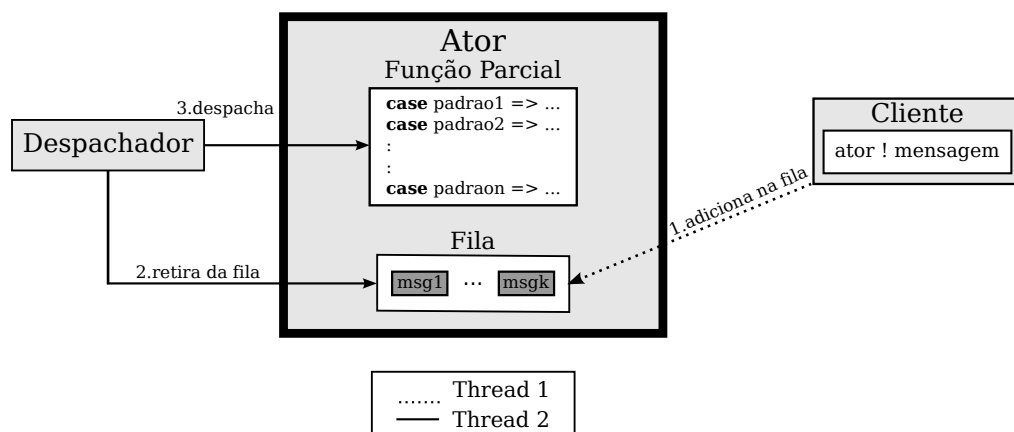 Ator
Função Parcial
case padrao1 => ...
case padrao2 => ...
:
:
case padraon => ...
3.despacha
Despachador
Cliente
ator ! mensagem
1.adiciona na fila
Fila
2.retira da fila
msg1 ... msgk
Thread 1
Thread 2